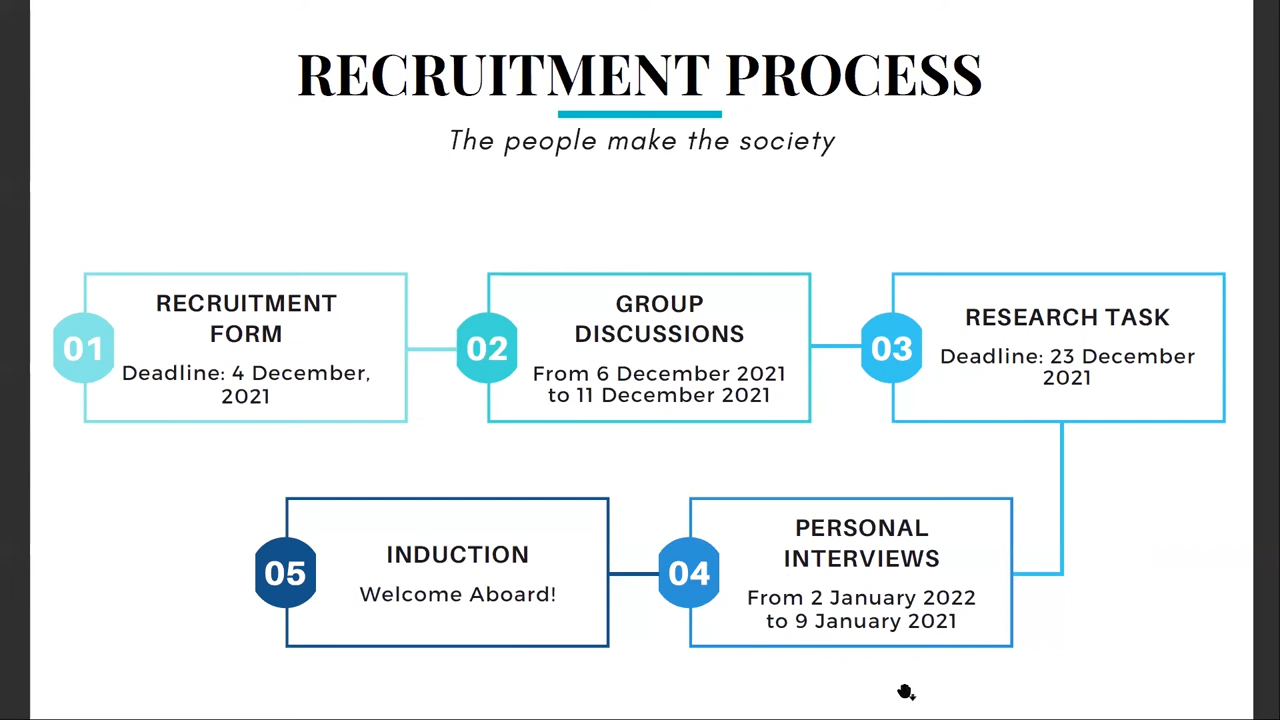 RECRUITMENT PROCESS
The people make the society
01
RECRUITMENT
FORM
Deadline: 4 December,
2021
02
GROUP
DISCUSSIONS
From 6 December 2021
to 11 December 2021
03
RESEARCH TASK
Deadline: 23 December
2021
04
PERSONAL
INTERVIEWS
From 2 January 2022
to 9 January 2021
05
INDUCTION
Welcome Aboard!